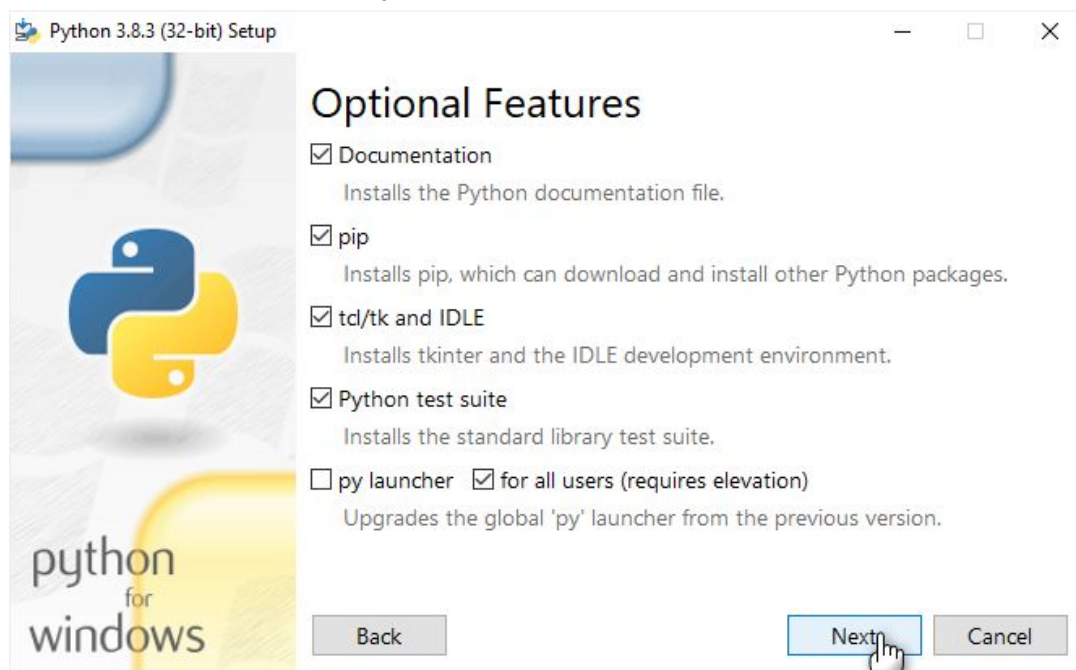 Python 3.8.3 (32-bit) Setup
Optional Features
Documentation
Installs the Python documentation file.
pip
Installs pip, which can download and install other Python packages.
tcl/tk and IDLE
Installs tkinter and the IDLE development environment.
Python test suite
Installs the standard library test suite.
py launcher for all users (requires elevation)
Upgrades the global 'py' launcher from the previous version.
python
for
windows
Back Next Cancel